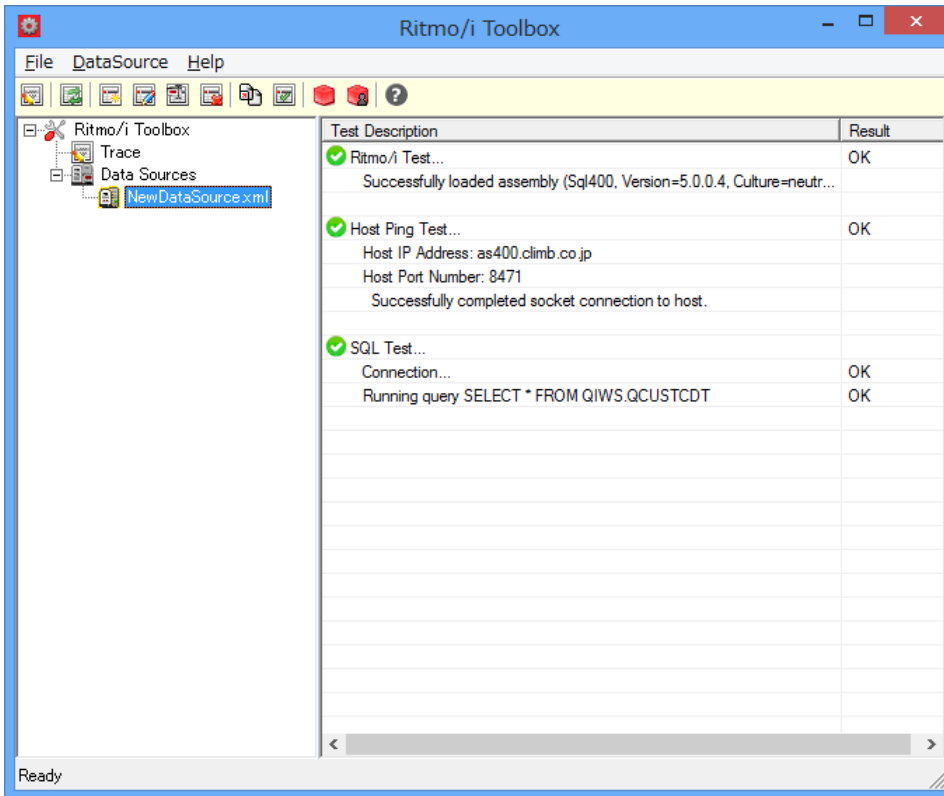 Ritmo/i Toolbox
File DataSource Help
Ritmo/i Toolbox
Trace
Data Sources
NewDataSource.xml
Test Description Result
Ritmo/i Test... OK
Successfully loaded assembly (Sql400, Version=5.0.0.4, Culture=neutr...
Host Ping Test... OK
Host IP Address: as400.climb.co.jp
Host Port Number: 8471
Successfully completed socket connection to host.
SQL Test...
Connection... OK
Running query SELECT * FROM QIWS.QCUSTCDT OK
Ready